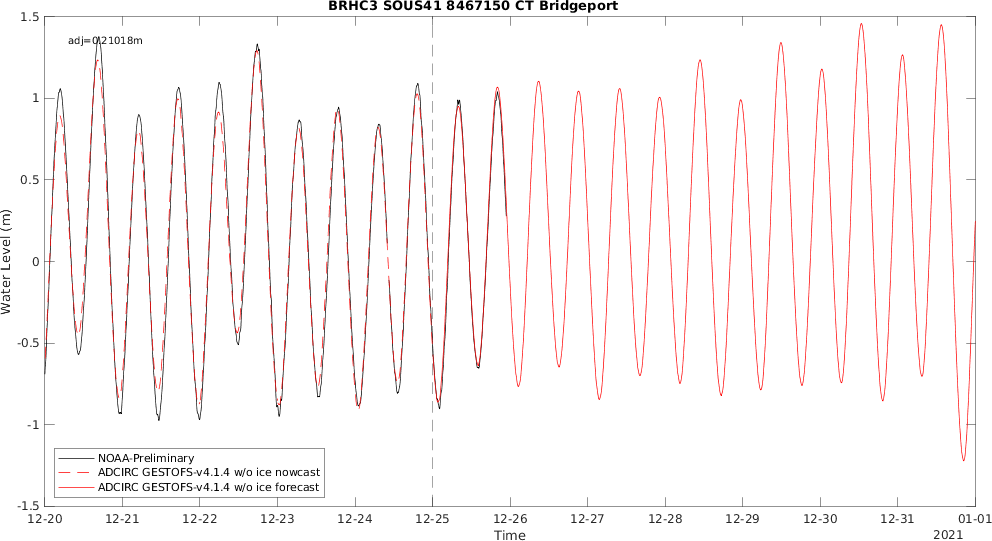 BRHC3 SOUS41 8467150 CT Bridgeport
adj=0.21018m
1.5
1
0.5
0
-0.5
-1
-1.5
Water Level (m)
NOAA-Preliminary
ADCIRC GESTOFS-v4.1.4 w/o ice nowcast
ADCIRC GESTOFS-v4.1.4 w/o ice forecast
12-20 12-21 12-22 12-23 12-24 12-25 12-26 12-27 12-28 12-29 12-30 12-31 01-01
Time
2021